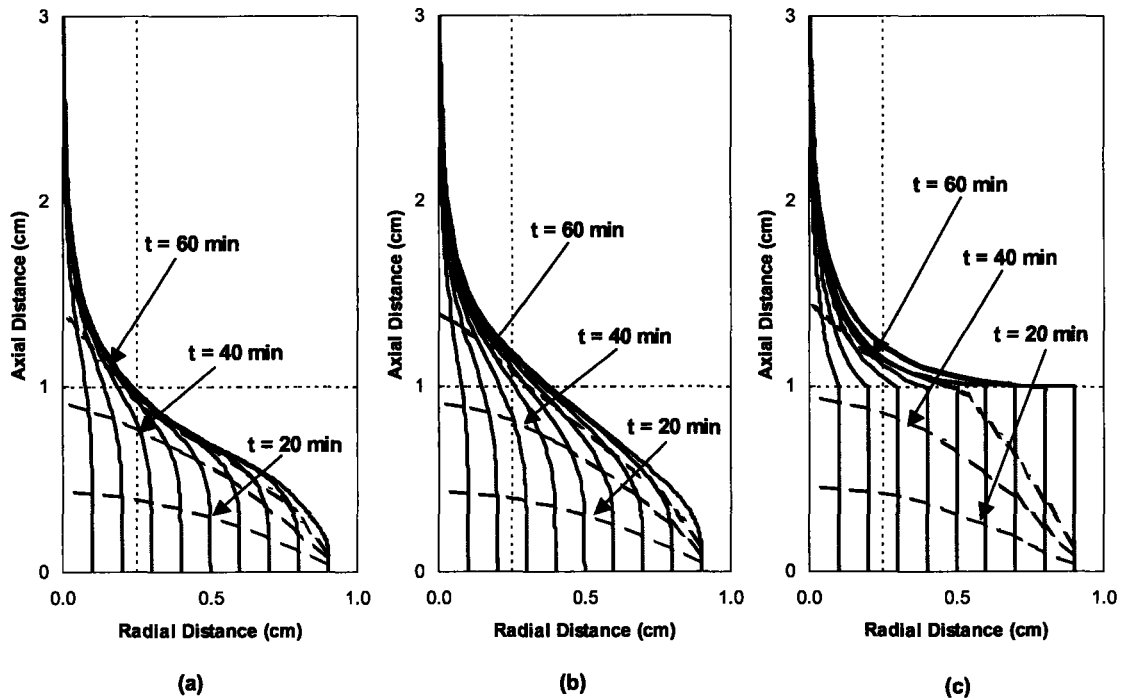 3
2
1
0
Axial Distance (cm)
t = 60 min
t = 40 min
t = 20 min
0.0
0.5
1.0
Radial Distance (cm)
(a)
3
2
1
0
Axial Distance (cm)
t = 60 min
t = 40 min
t = 20 min
0.0
0.5
1.0
Radial Distance (cm)
(b)
3
2
1
0
Axial Distance (cm)
t = 60 min
t = 40 min
t = 20 min
0.0
0.5
1.0
Radial Distance (cm)
(c)